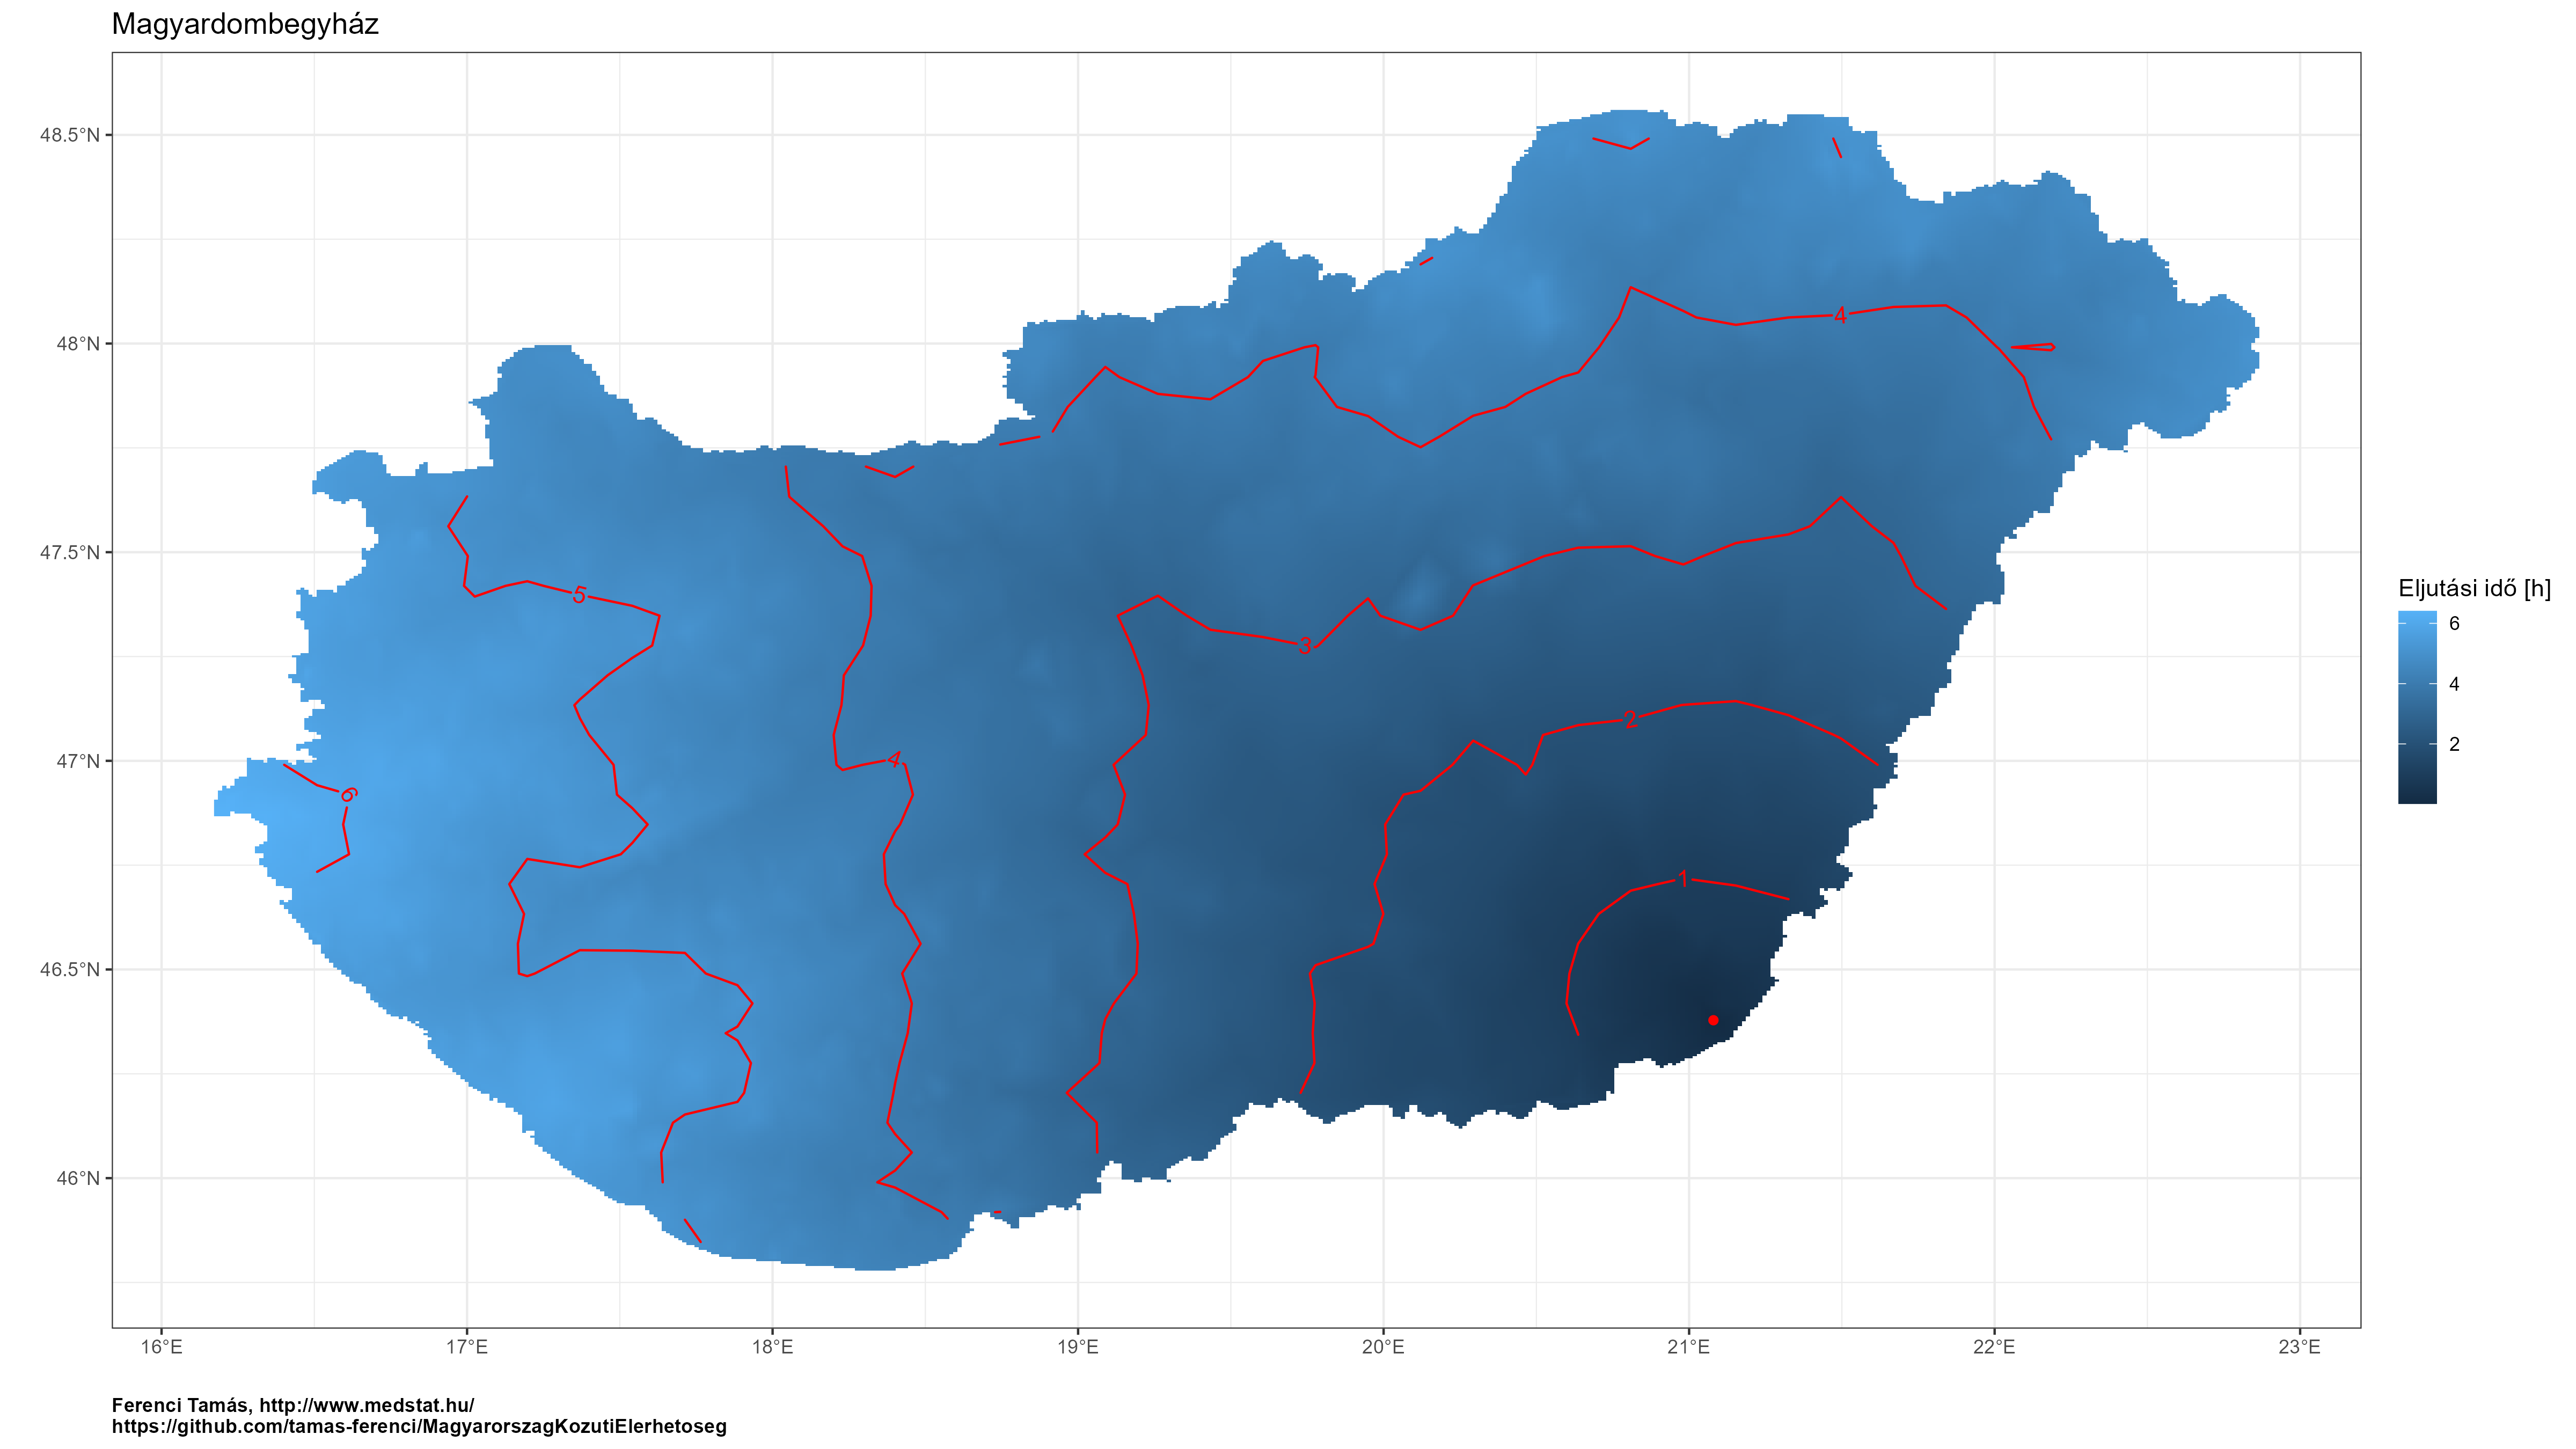 Magyardombegyház
48.5°N
48°N
47.5°N
47°N
46.5°N
46°N
16°E
17°E
18°E
19°E
20°E
21°E
22°E
23°E
4
5
3
2
4
6
1
Eljutási idő [h]
6
4
2
Ferenci Tamás, http://www.medstat.hu/
https://github.com/tamas-ferenci/MagyarorszagKozutiElerhetoseg